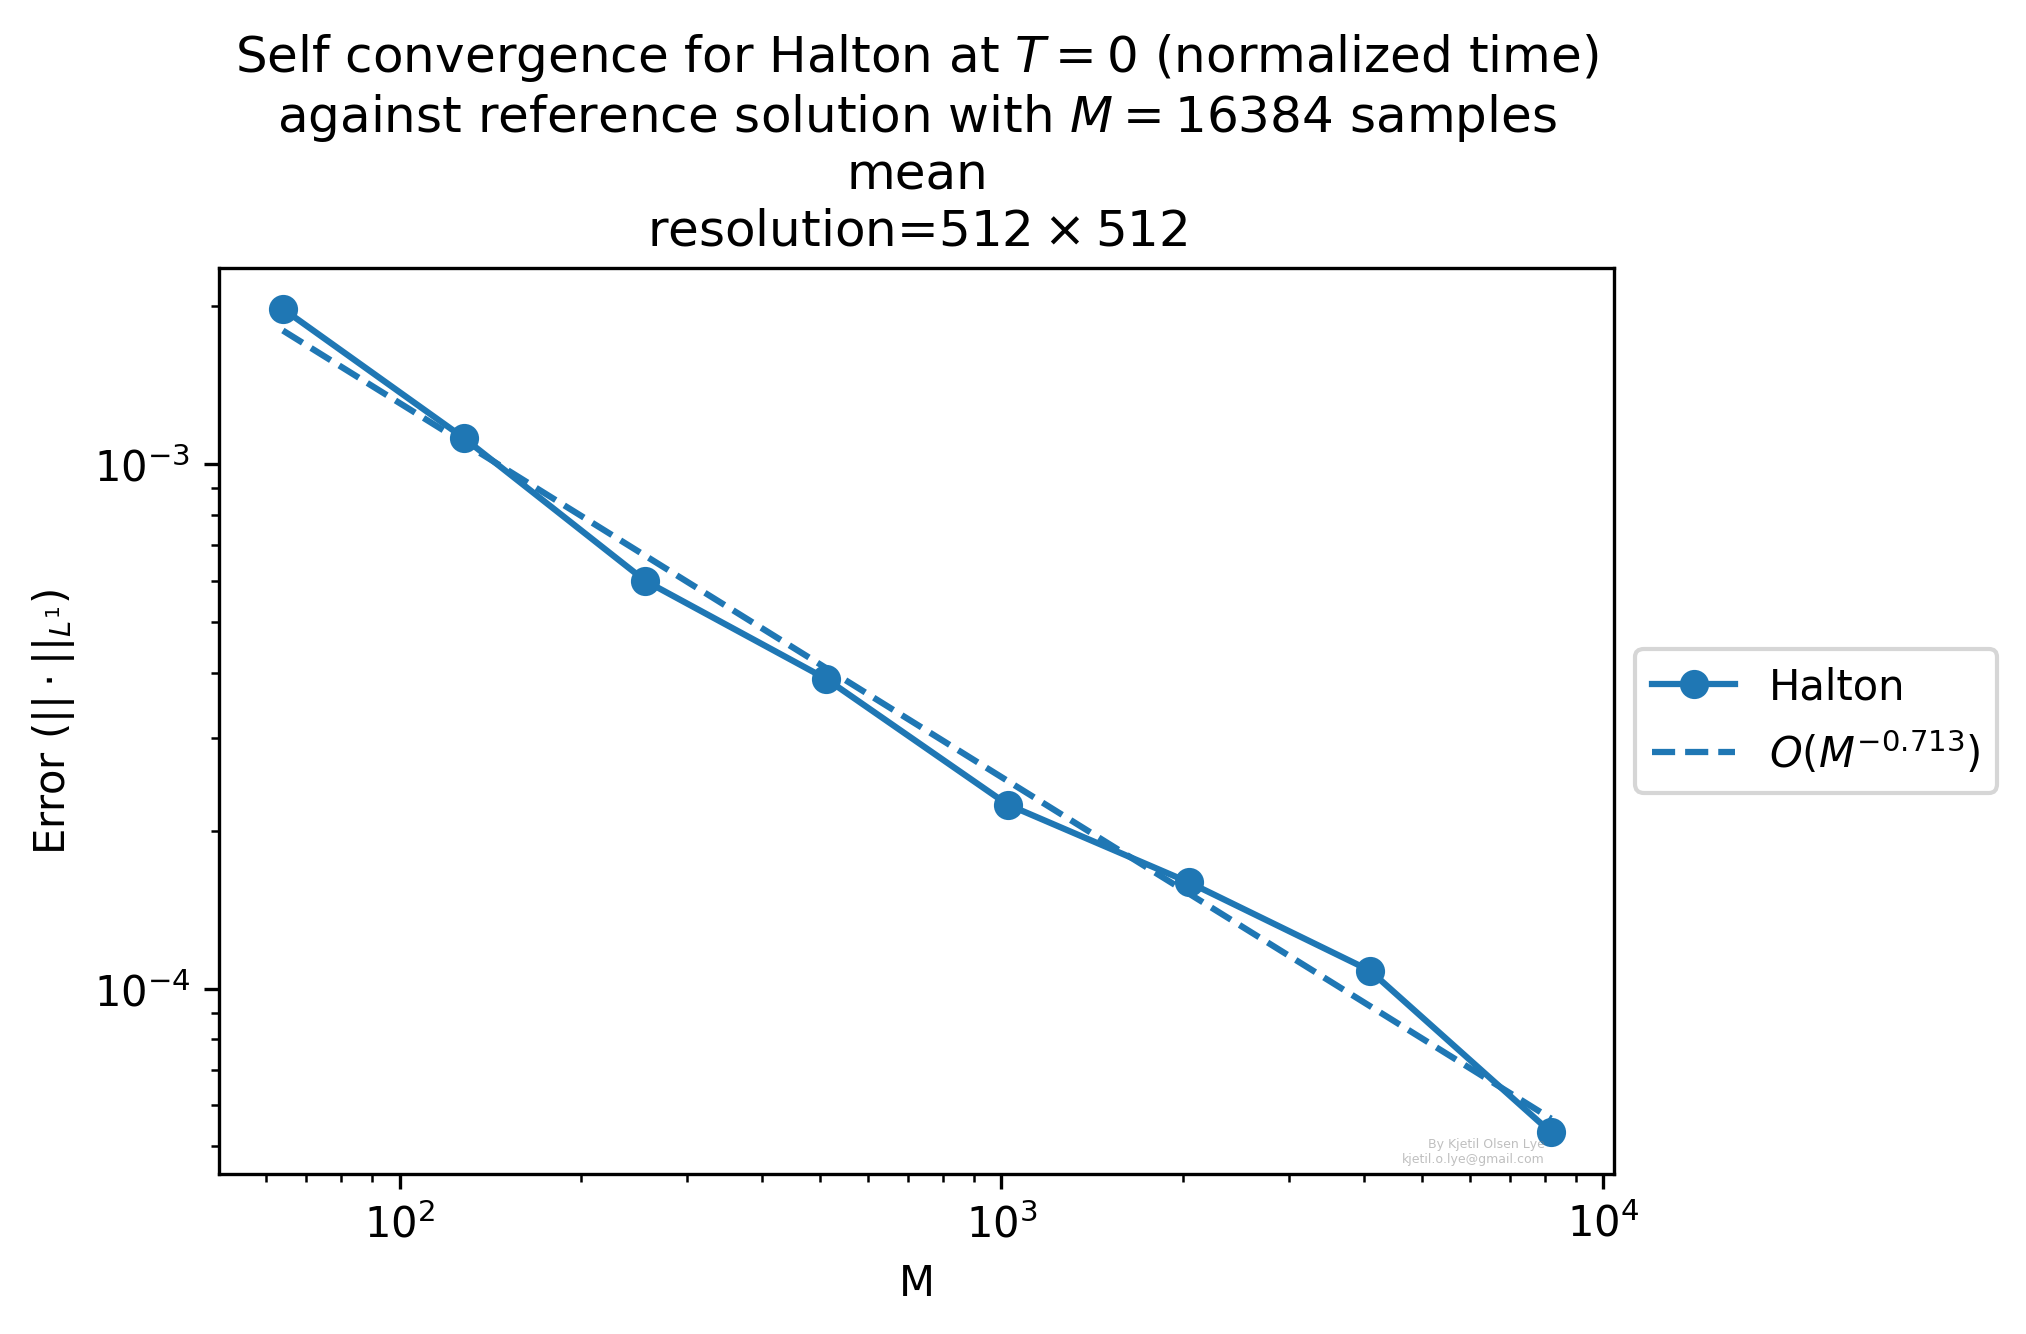 Self convergence for Halton at T = 0 (normalized time)
against reference solution with M = 16384 samples
mean
resolution=512 × 512
Error (|| · ||_{L^1})
10^{-3}
10^{-4}
10^2
10^3
10^4
M
Halton
O(M^{-0.713})
By Kjetil Olsen Lye
kjetil.o.lye@gmail.com